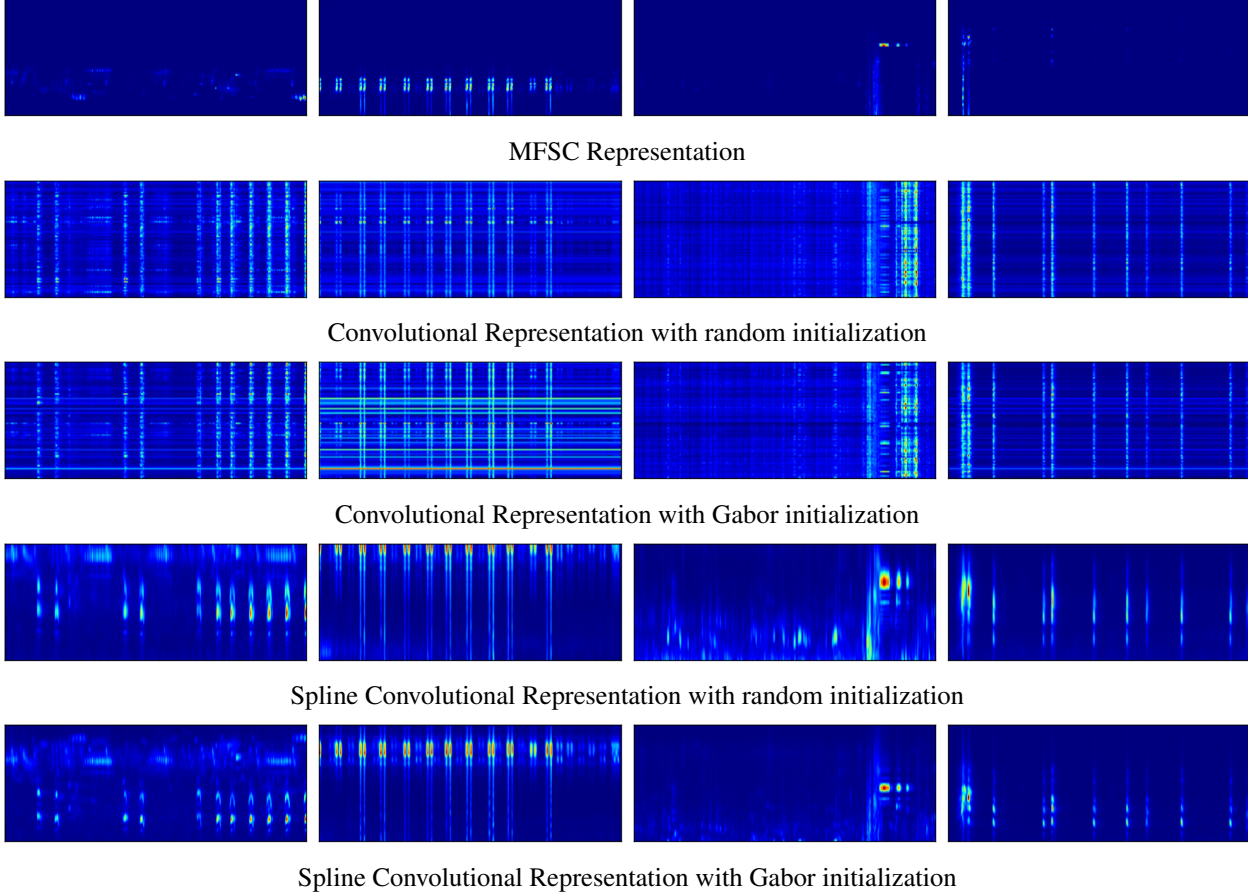 MFSC Representation
Convolutional Representation with random initialization
Convolutional Representation with Gabor initialization
Spline Convolutional Representation with random initialization
Spline Convolutional Representation with Gabor initialization